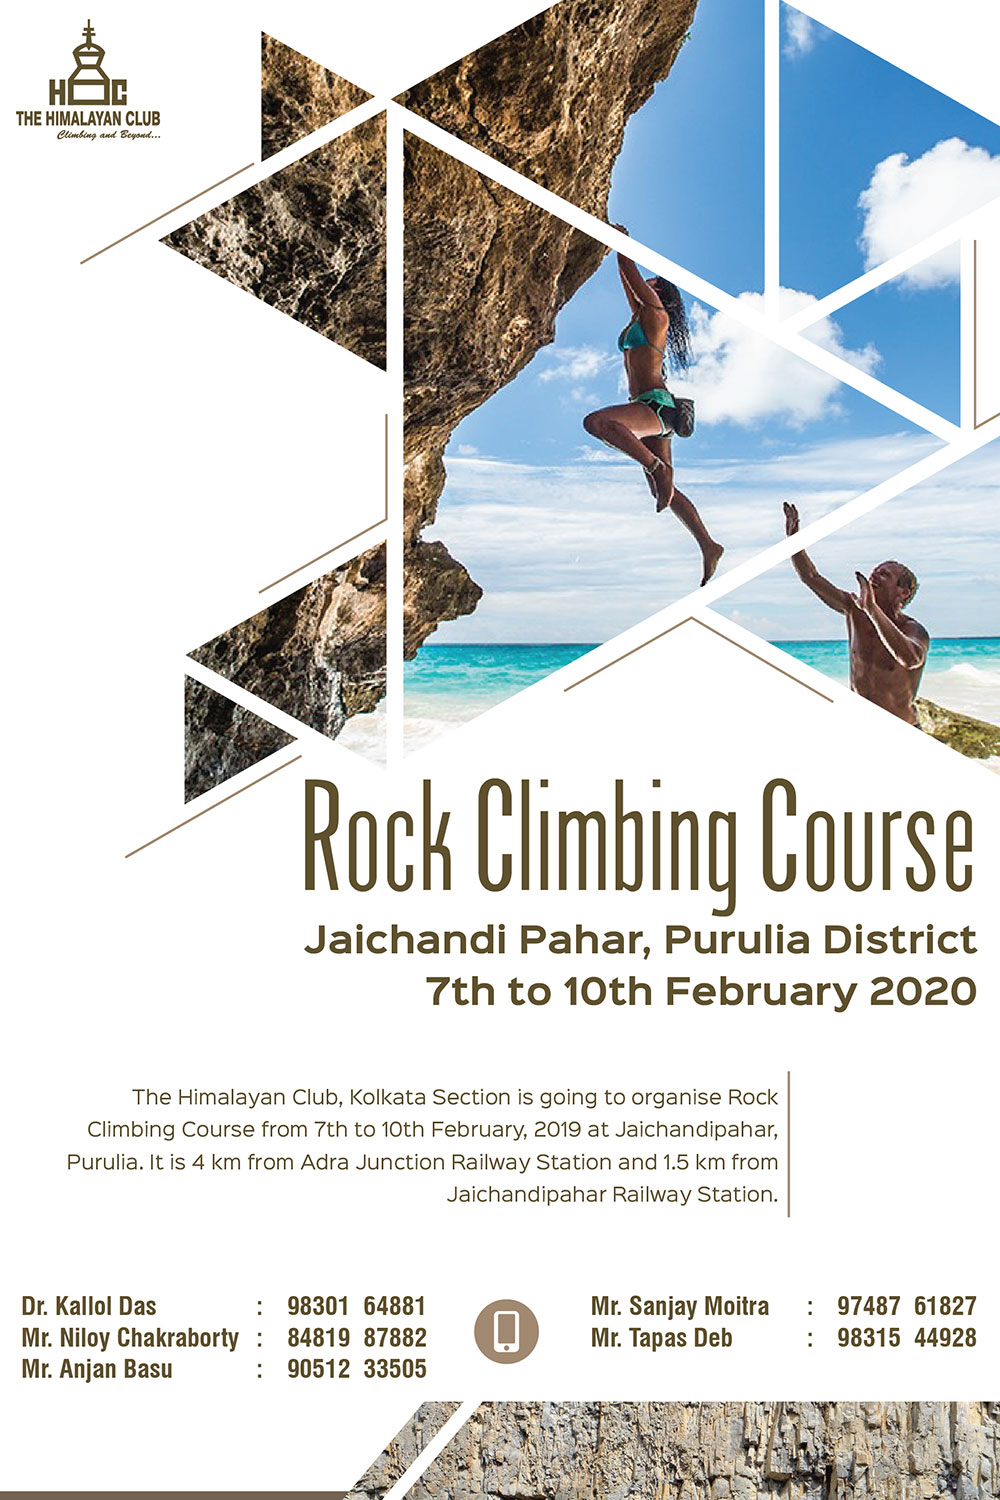 H C
THE HIMALAYAN CLUB
Climbing and Beyond...
Rock Climbing Course
Jaichandi Pahar, Purulia District
7th to 10th February 2020
The Himalayan Club, Kolkata Section is going to organise Rock
Climbing Course from 7th to 10th February, 2019 at Jaichandipahar,
Purulia. It is 4 km from Adra Junction Railway Station and 1.5 km from
Jaichandipahar Railway Station.
Dr. Kallol Das : 98301 64881
Mr. Niloy Chakraborty : 84819 87882
Mr. Anjan Basu : 90512 33505
Mr. Sanjay Moitra : 97487 61827
Mr. Tapas Deb : 98315 44928